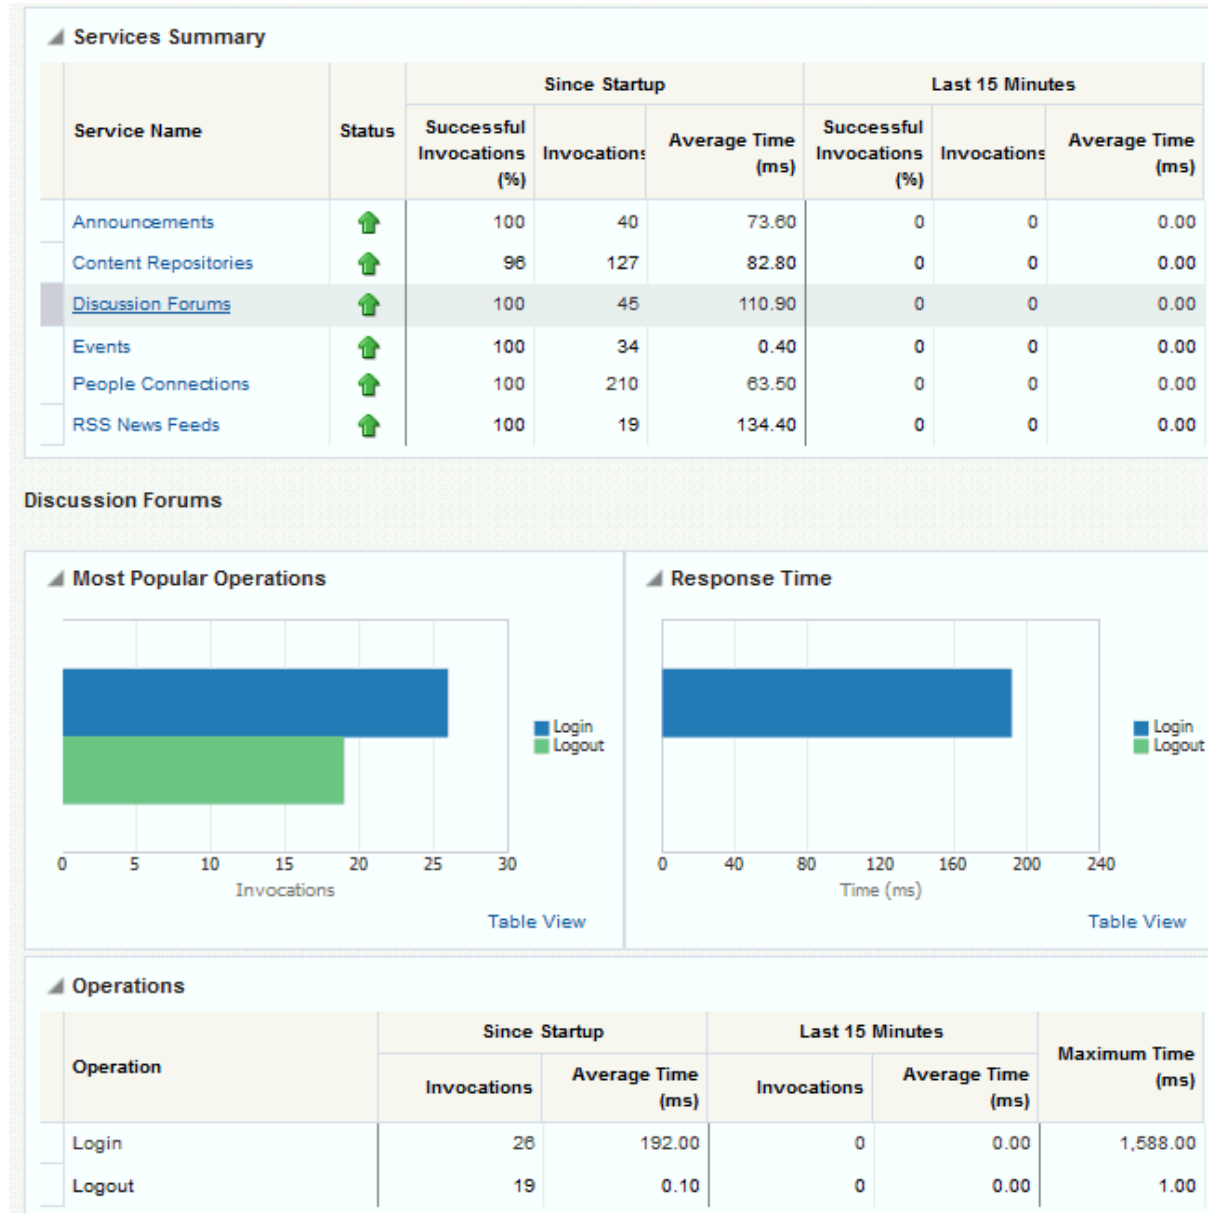 Services Summary
Since Startup Last 15 Minutes
Service Name Status Successful Invocations (%) Invocations Average Time (ms) Successful Invocations (%) Invocations Average Time (ms)
Announcements 100 40 73.60 0 0 0.00
Content Repositories 96 127 82.80 0 0 0.00
Discussion Forums 100 45 110.90 0 0 0.00
Events 100 34 0.40 0 0 0.00
People Connections 100 210 63.50 0 0 0.00
RSS News Feeds 100 19 134.40 0 0 0.00
Discussion Forums
Most Popular Operations
Login
Logout
0 5 10 15 20 25 30
Invocations
Table View
Response Time
Login
Logout
0 40 80 120 160 200 240
Time (ms)
Table View
Operations
Since Startup Last 15 Minutes
Operation Invocations Average Time (ms) Invocations Average Time (ms) Maximum Time (ms)
Login 26 192.00 0 0.00 1,588.00
Logout 19 0.10 0 0.00 1.00